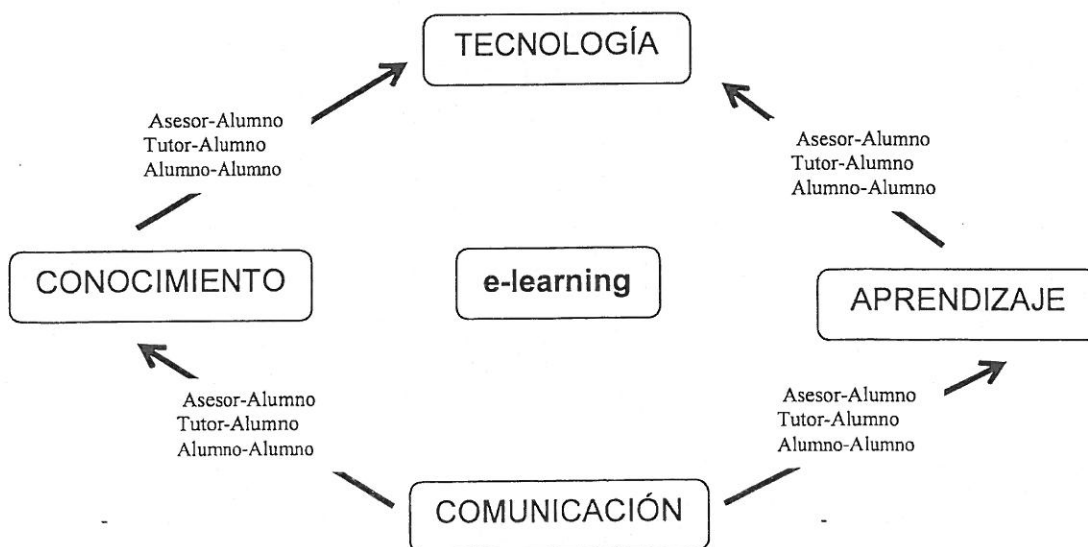 TECNOLOGÍA
Asesor-Alumno
Tutor-Alumno
Alumno-Alumno
Asesor-Alumno
Tutor-Alumno
Alumno-Alumno
CONOCIMIENTO
e-learning
APRENDIZAJE
Asesor-Alumno
Tutor-Alumno
Alumno-Alumno
Asesor-Alumno
Tutor-Alumno
Alumno-Alumno
COMUNICACIÓN